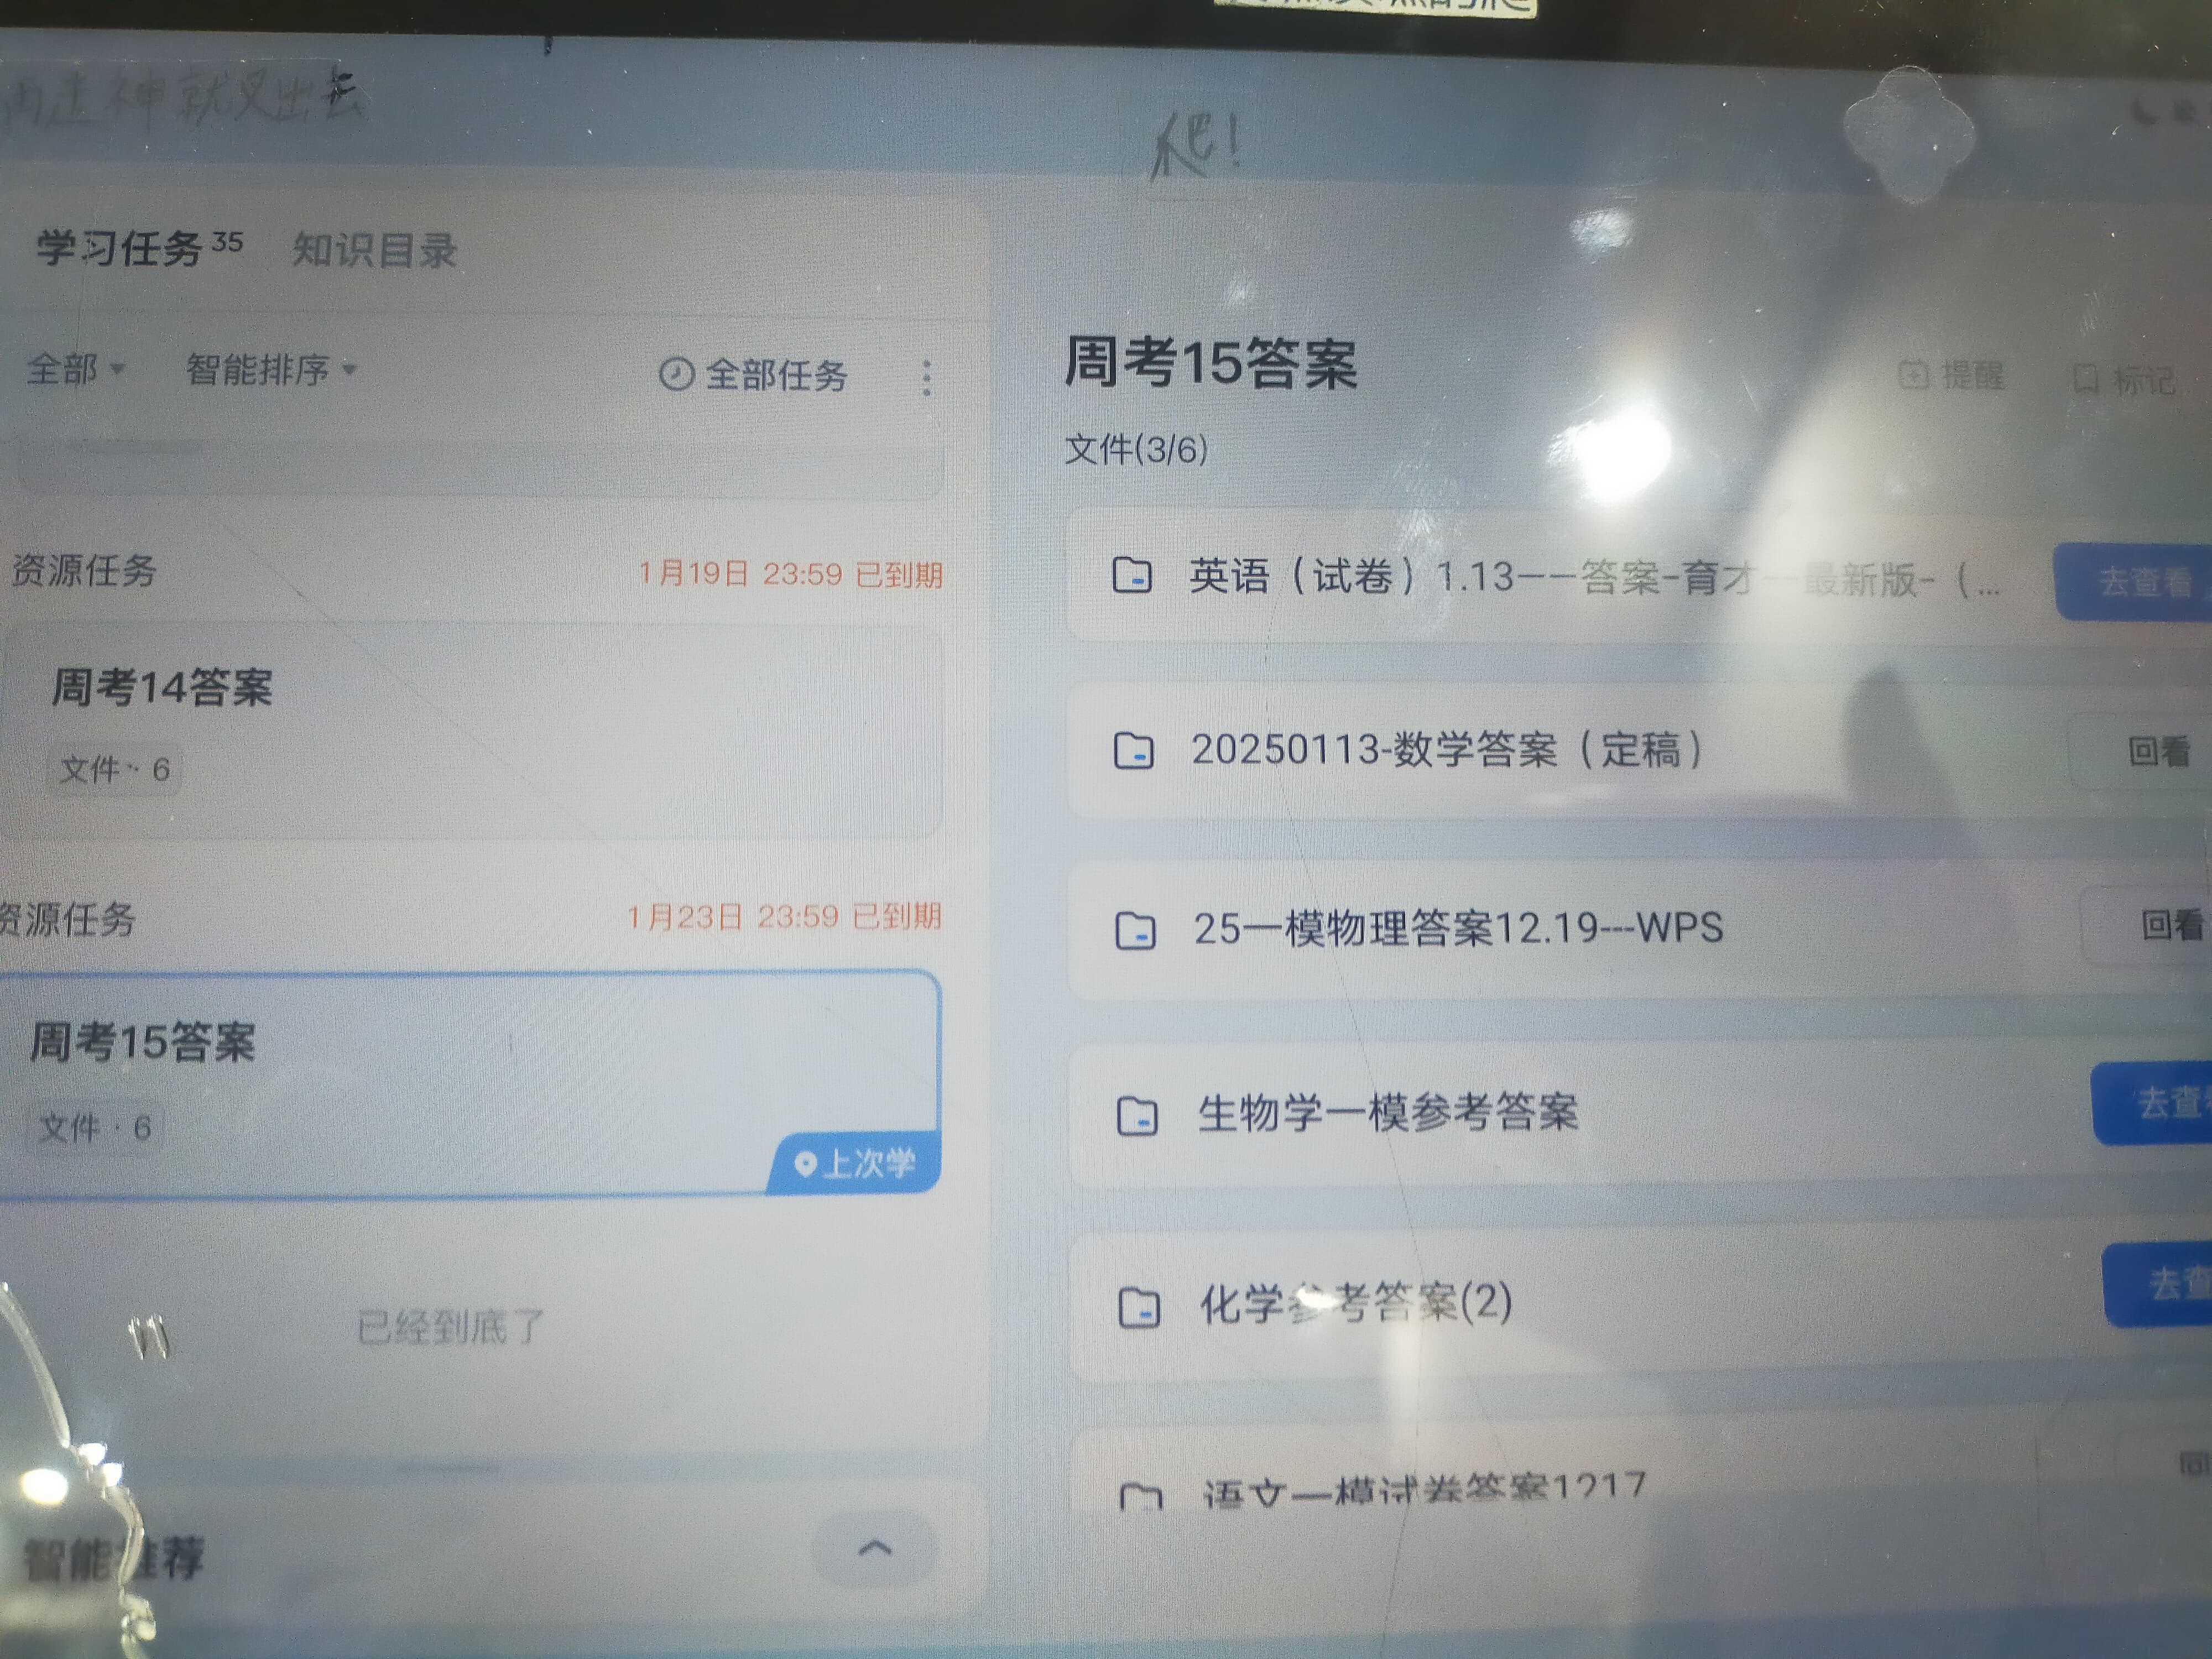 再走神就叉出去
爬！
学习任务 35 知识目录
全部 智能排序 全部任务
资源任务 1月19日 23:59 已到期
周考14答案
文件 · 6
资源任务 1月23日 23:59 已到期
周考15答案
文件 · 6
上次学
已经到底了
智能推荐
周考15答案
提醒 标记
文件(3/6)
英语（试卷）1.13——答案-育才 最新版-（... 去查看
20250113-数学答案（定稿） 回看
25一模物理答案12.19---WPS 回看
生物学一模参考答案 去查看
化学参考答案(2) 去查
语文一模试卷答案1217 回